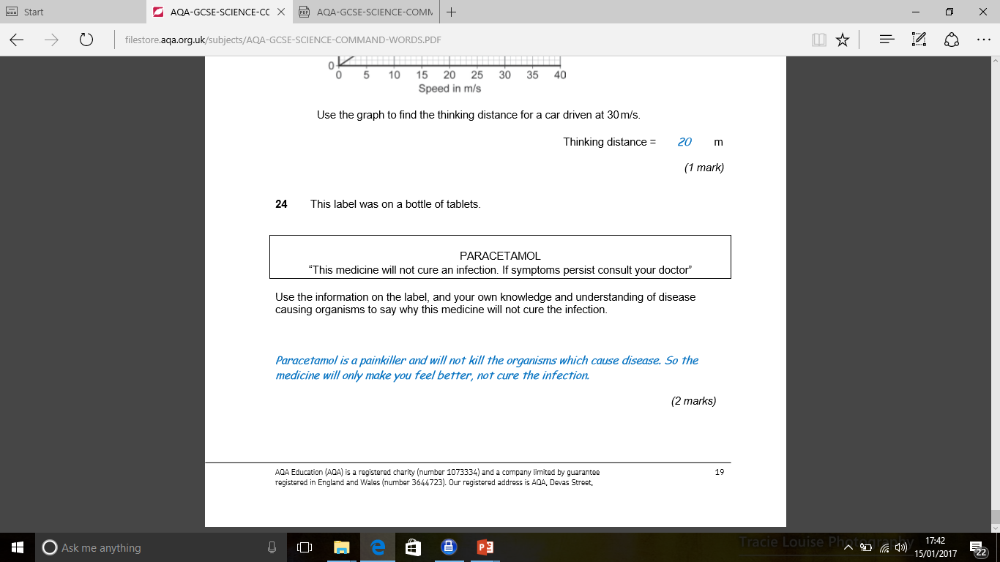 Start
AQA-GCSE-SCIENCE-CC
AQA-GCSE-SCIENCE-COMM
filestore.aqa.org.uk/subjects/AQA-GCSE-SCIENCE-COMMAND-WORDS.PDF
0
0 5 10 15 20 25 30 35 40
Speed in m/s
Use the graph to find the thinking distance for a car driven at 30 m/s.
Thinking distance = 20 m
(1 mark)
24 This label was on a bottle of tablets.
PARACETAMOL
“This medicine will not cure an infection. If symptoms persist consult your doctor”
Use the information on the label, and your own knowledge and understanding of disease
causing organisms to say why this medicine will not cure the infection.
Paracetamol is a painkiller and will not kill the organisms which cause disease. So the
medicine will only make you feel better, not cure the infection.
(2 marks)
AQA Education (AQA) is a registered charity (number 1073334) and a company limited by guarantee 19
registered in England and Wales (number 3644723). Our registered address is AQA, Devas Street,
Tracie Louise Photography
Ask me anything
17:42
15/01/2017
22